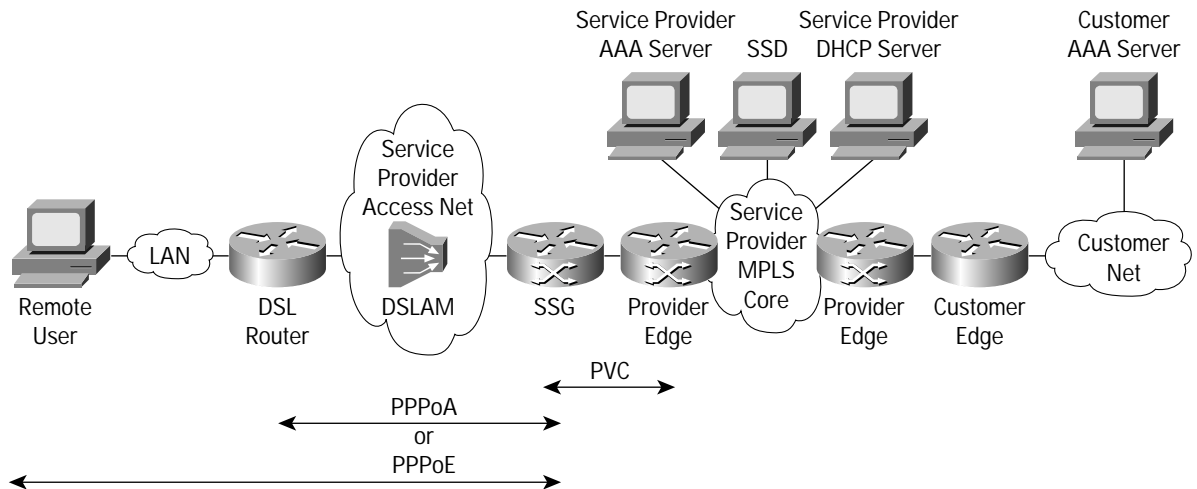 Service Provider
AAA Server
SSD
Service Provider
DHCP Server
Customer
AAA Server
Service
Provider
Access Net
Service
Provider
MPLS
Core
Customer
Net
LAN
Remote
User
DSL
Router
DSLAM
SSG
Provider
Edge
Provider
Edge
Customer
Edge
PVC
PPPoA
or
PPPoE